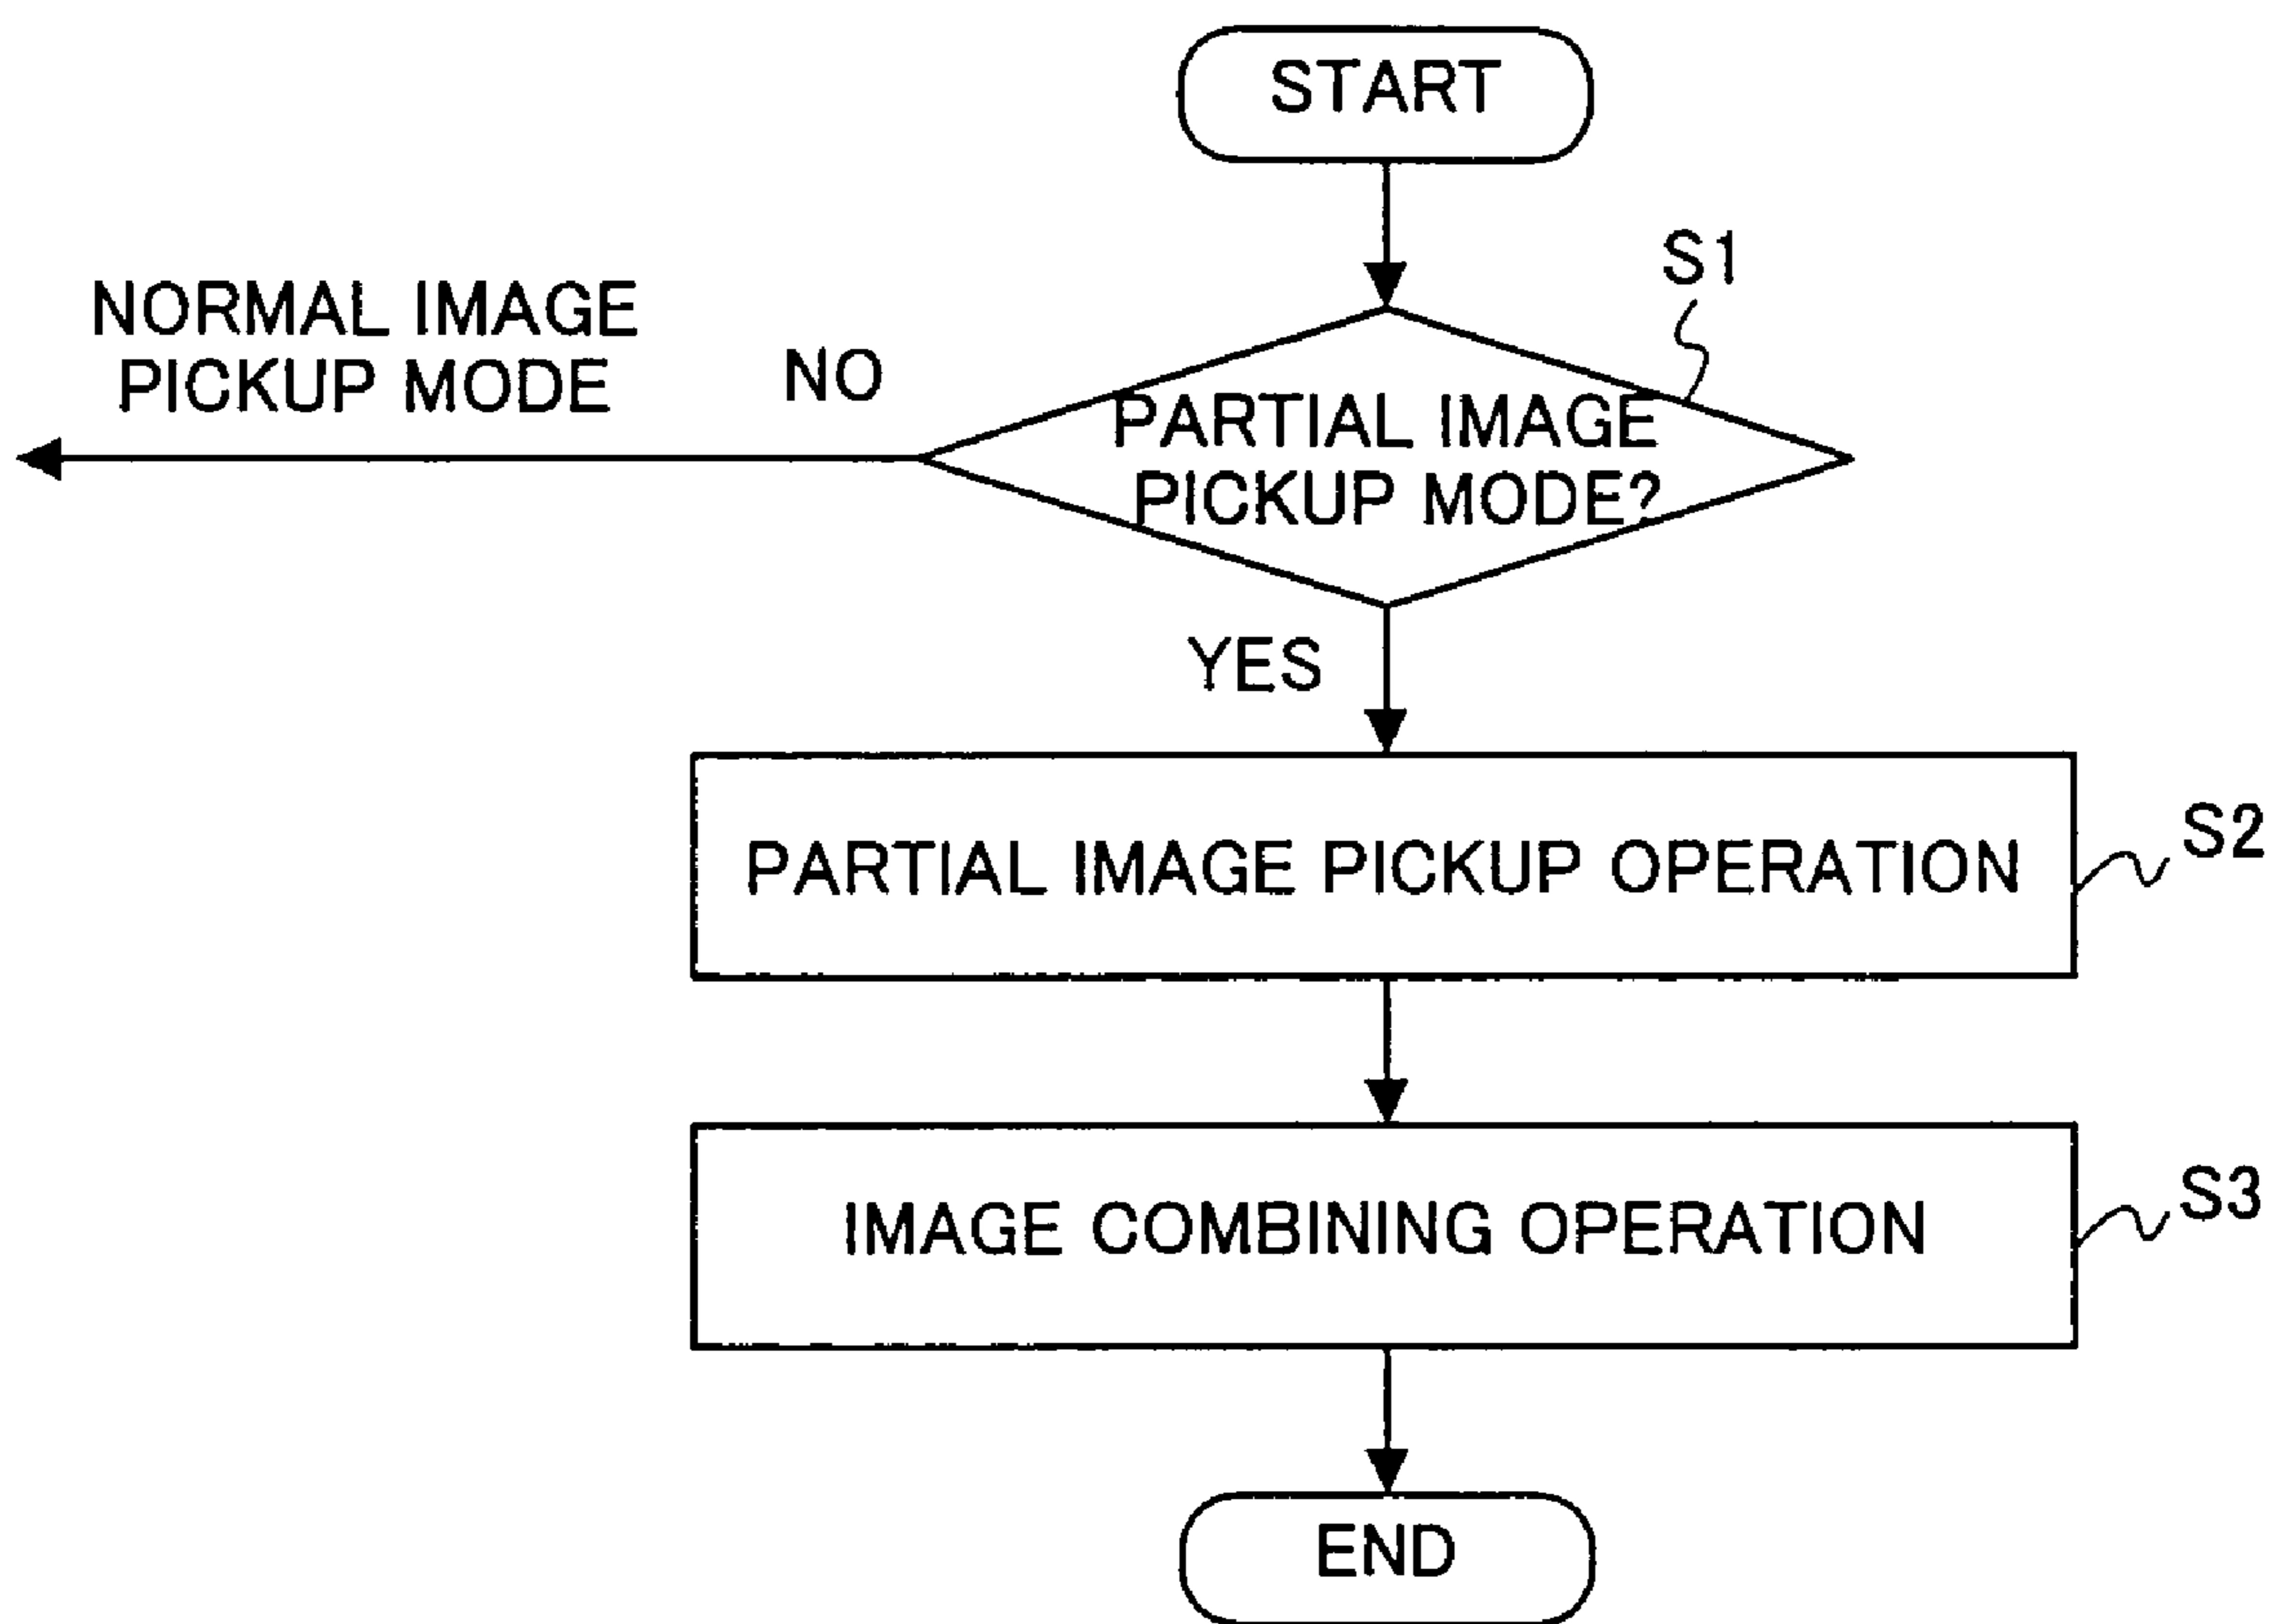 START
S1
NORMAL IMAGE
PICKUP MODE
NO
PARTIAL IMAGE
PICKUP MODE?
YES
PARTIAL IMAGE PICKUP OPERATION
S2
IMAGE COMBINING OPERATION
S3
END